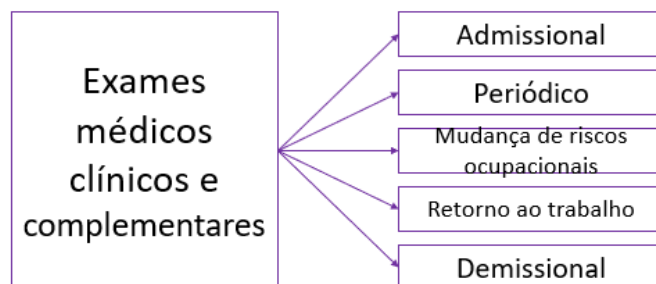 Exames
médicos
clínicos e
complementares
Admissional
Periódico
Mudança de riscos
ocupacionais
Retorno ao trabalho
Demissional